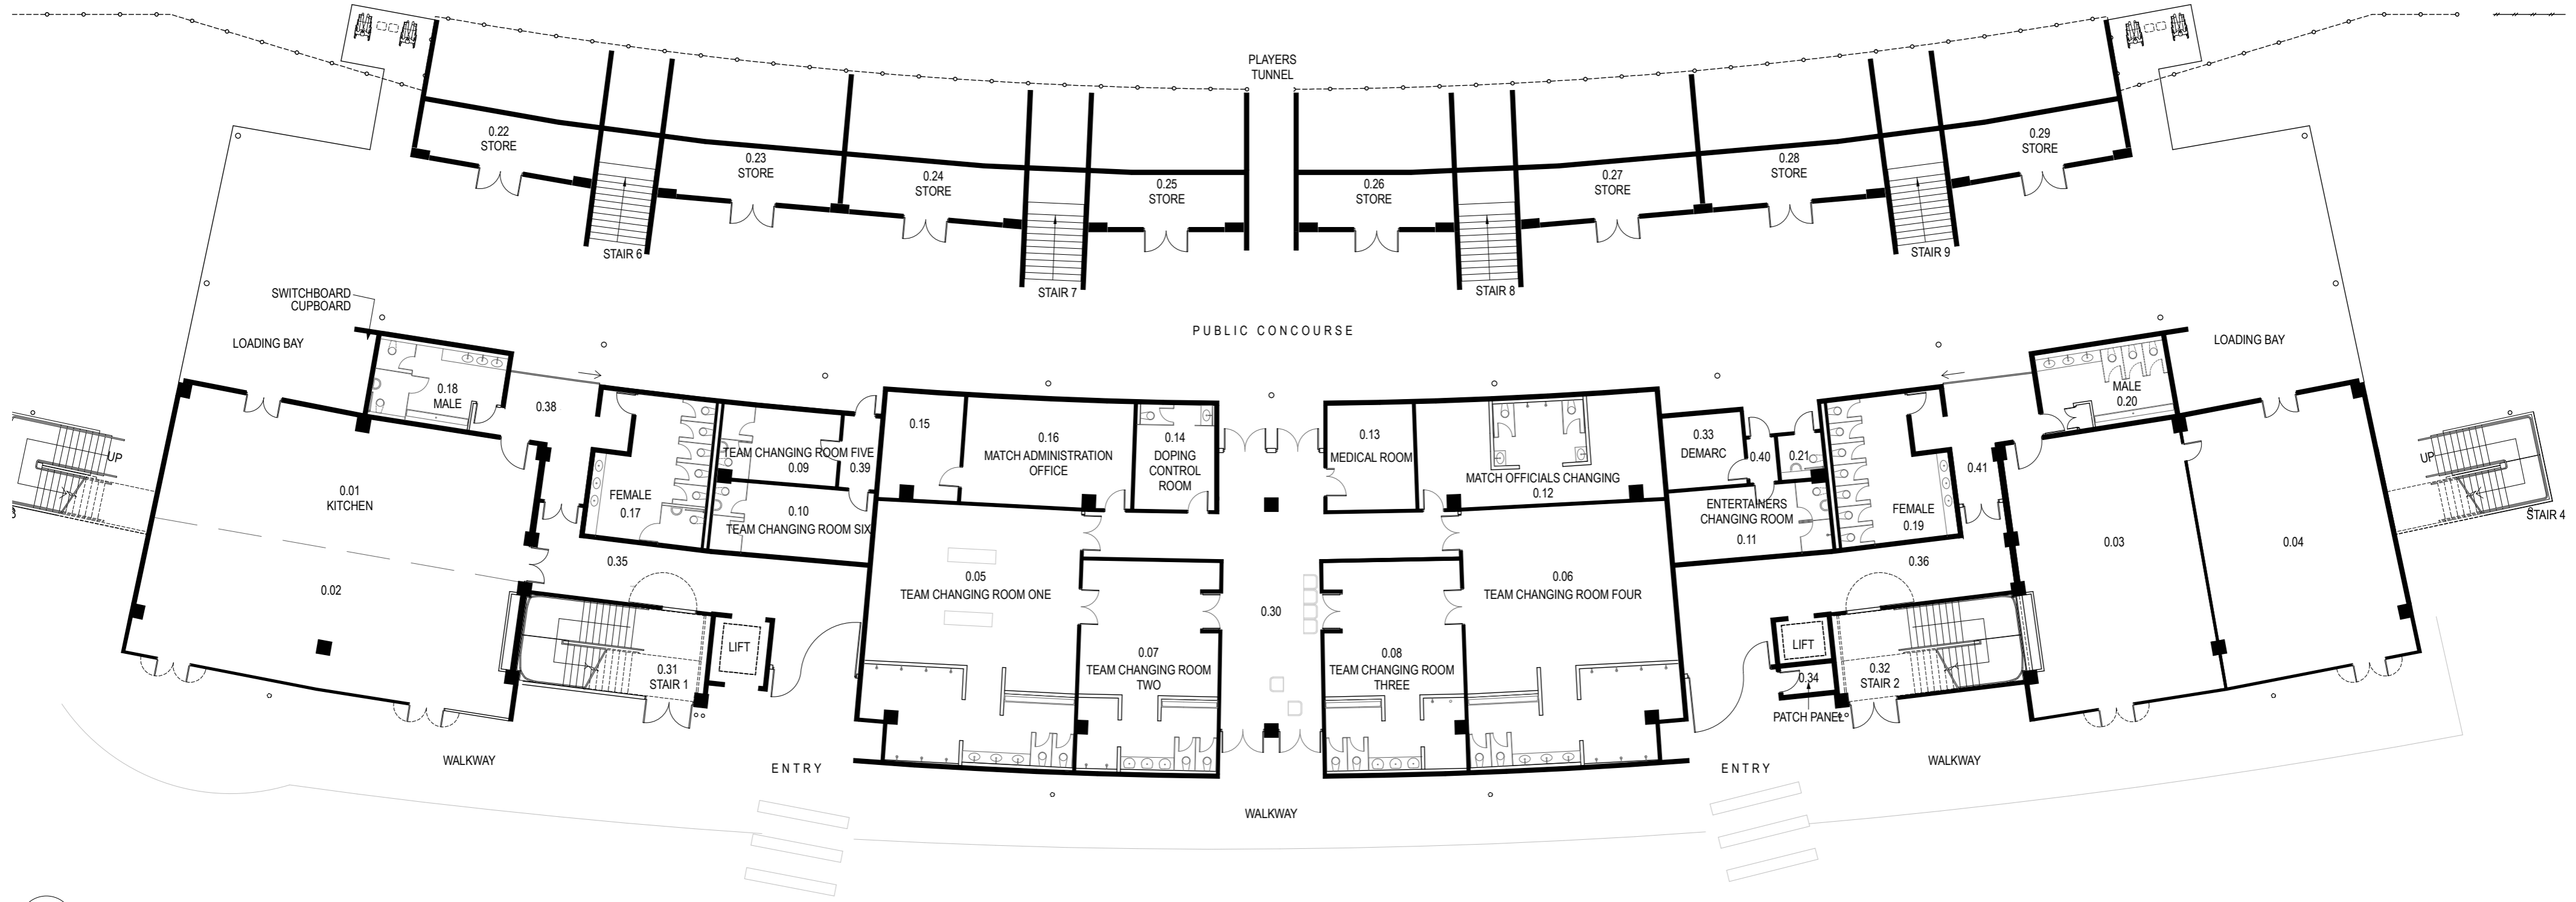 PLAYERS
TUNNEL
0.22
STORE
0.23
STORE
0.24
STORE
0.25
STORE
0.26
STORE
0.27
STORE
0.28
STORE
0.29
STORE
STAIR 6
STAIR 7
STAIR 8
STAIR 9
SWITCHBOARD
CUPBOARD
PUBLIC CONCOURSE
LOADING BAY
LOADING BAY
0.18
MALE
0.38
0.15
0.16
MATCH ADMINISTRATION
OFFICE
0.14
DOPING
CONTROL
ROOM
0.13
MEDICAL ROOM
MATCH OFFICIALS CHANGING
0.12
0.33
DEMARC
0.40
0.21
MALE
0.20
0.41
UP
0.01
KITCHEN
FEMALE
0.17
TEAM CHANGING ROOM FIVE
0.09
0.39
0.10
TEAM CHANGING ROOM SIX
ENTERTAINERS
CHANGING ROOM
0.11
FEMALE
0.19
UP
STAIR 4
0.02
0.35
0.05
TEAM CHANGING ROOM ONE
0.30
0.06
TEAM CHANGING ROOM FOUR
0.36
0.03
0.04
0.31
STAIR 1
LIFT
0.07
TEAM CHANGING ROOM
TWO
0.08
TEAM CHANGING ROOM
THREE
LIFT
0.34
PATCH PANEL
0.32
STAIR 2
WALKWAY
ENTRY
WALKWAY
ENTRY
WALKWAY